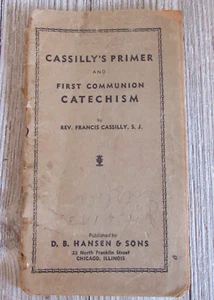 CASSILLY'S PRIMER
AND
FIRST COMMUNION
CATECHISM
by
REV. FRANCIS CASSILLY, S. J.
Published by
D. B. HANSEN & SONS
23 North Franklin Street
CHICAGO, ILLINOIS